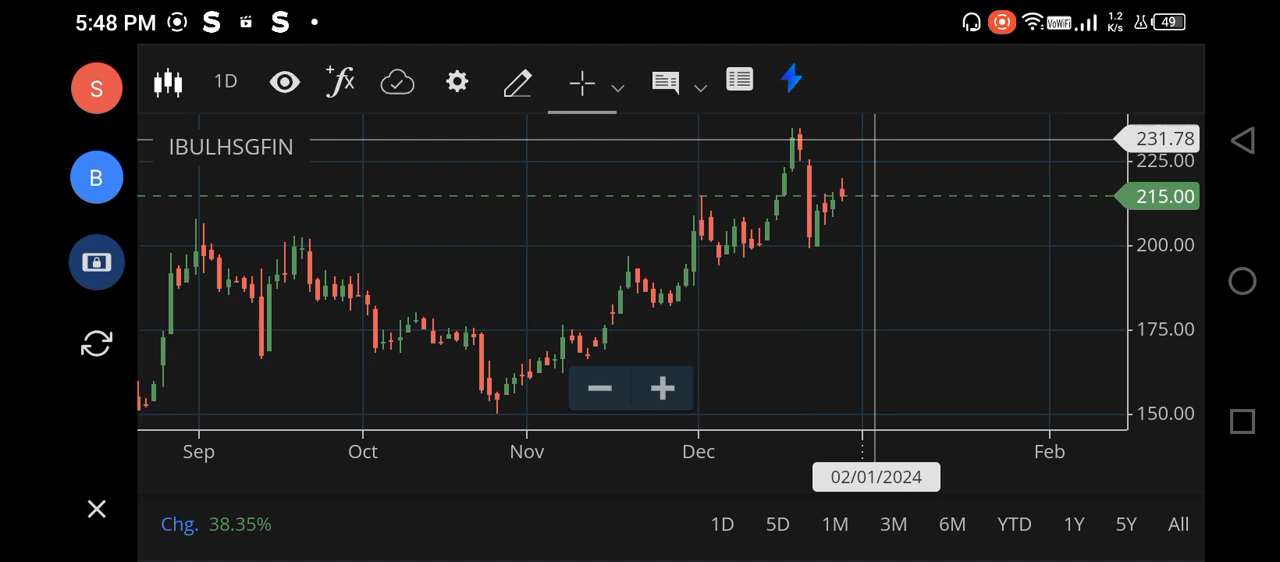 5:48 PM S S VoWiFi 1.2 K/s 49
S 1D +fx
IBULHSGFIN
231.78
225.00
B
215.00
200.00
175.00
150.00
Sep Oct Nov Dec Feb
02/01/2024
Chg. 38.35% 1D 5D 1M 3M 6M YTD 1Y 5Y All